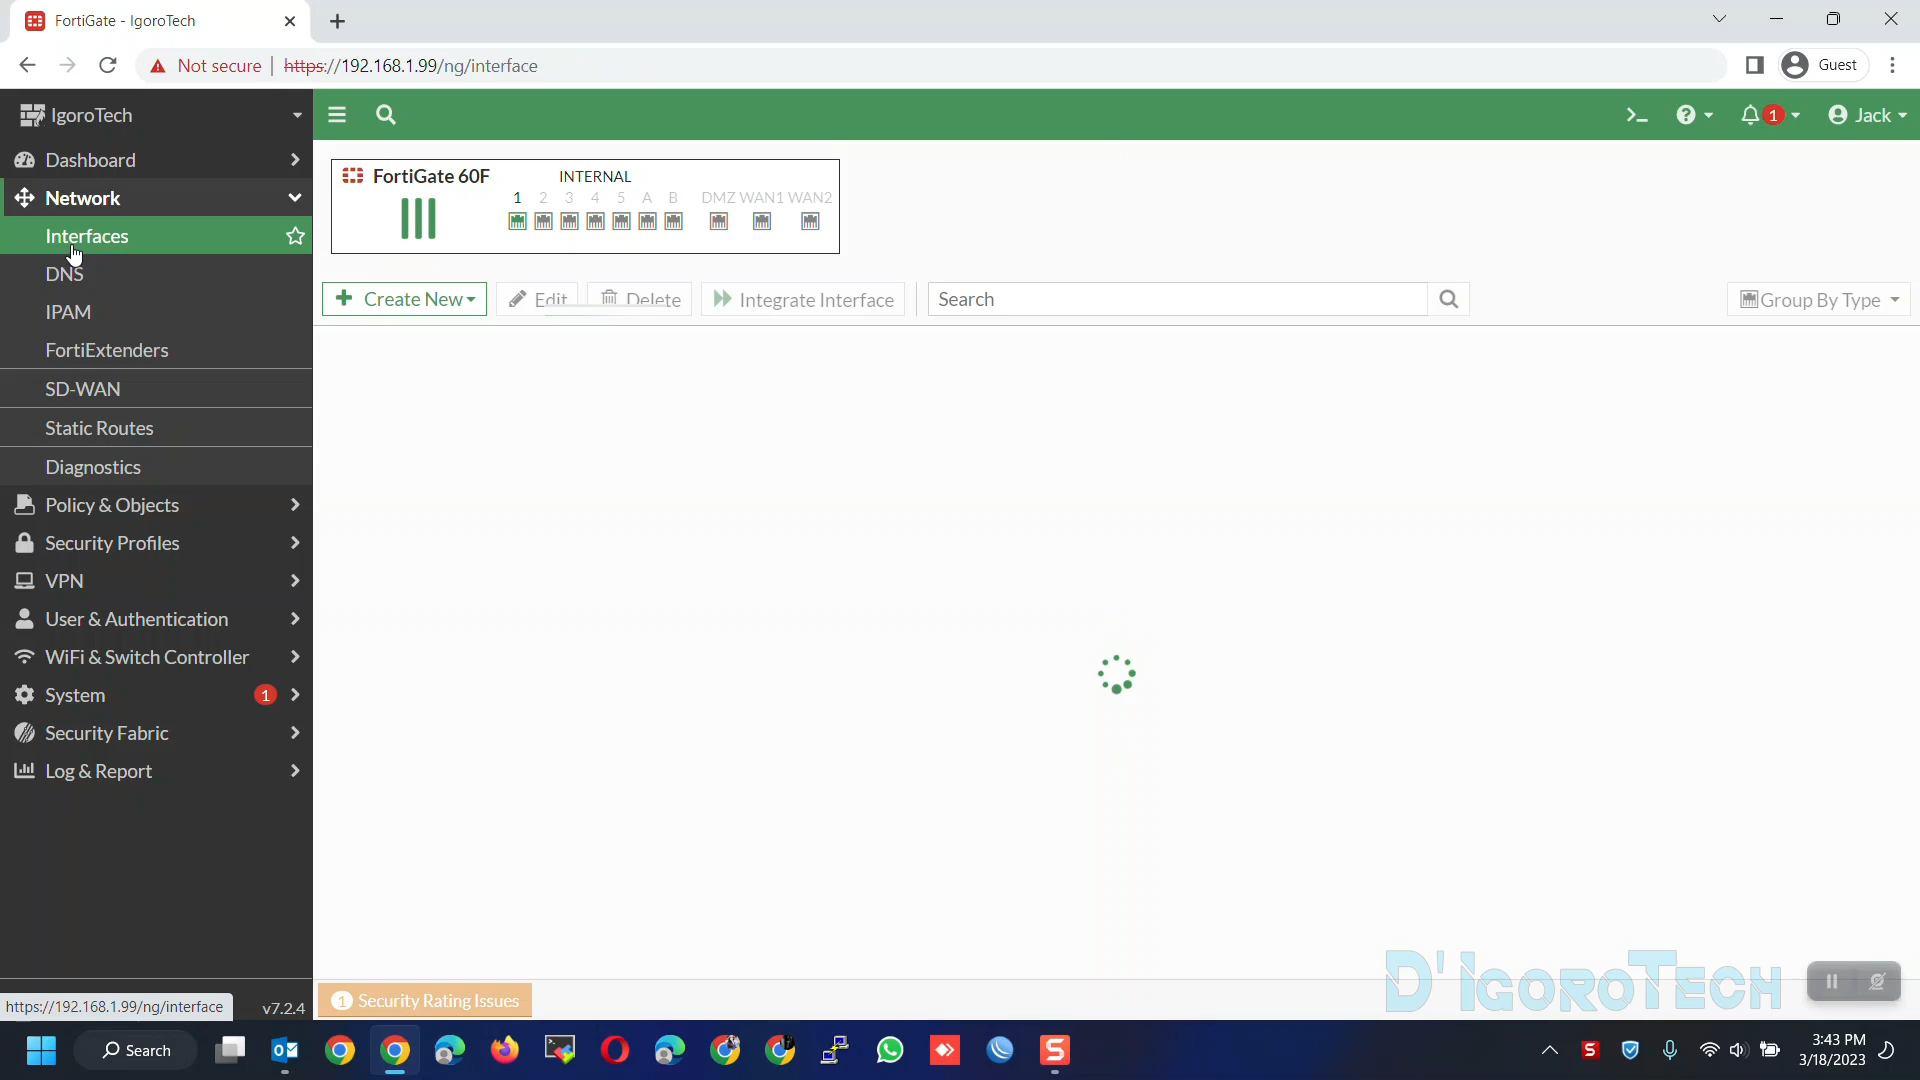 FortiGate - IgoroTech
Not secure | https://192.168.1.99/ng/interface
Guest
IgoroTech
1
Jack
Dashboard
Network
Interfaces
DNS
IPAM
FortiExtenders
SD-WAN
Static Routes
Diagnostics
Policy & Objects
Security Profiles
VPN
User & Authentication
WiFi & Switch Controller
System 1
Security Fabric
Log & Report
FortiGate 60F
INTERNAL
1 2 3 4 5 A B DMZ WAN1 WAN2
+ Create New
Edit
Delete
Integrate Interface
Search
Group By Type
https://192.168.1.99/ng/interface
v7.2.4
1 Security Rating Issues
D'IGOROTECH
Search
3:43 PM
3/18/2023